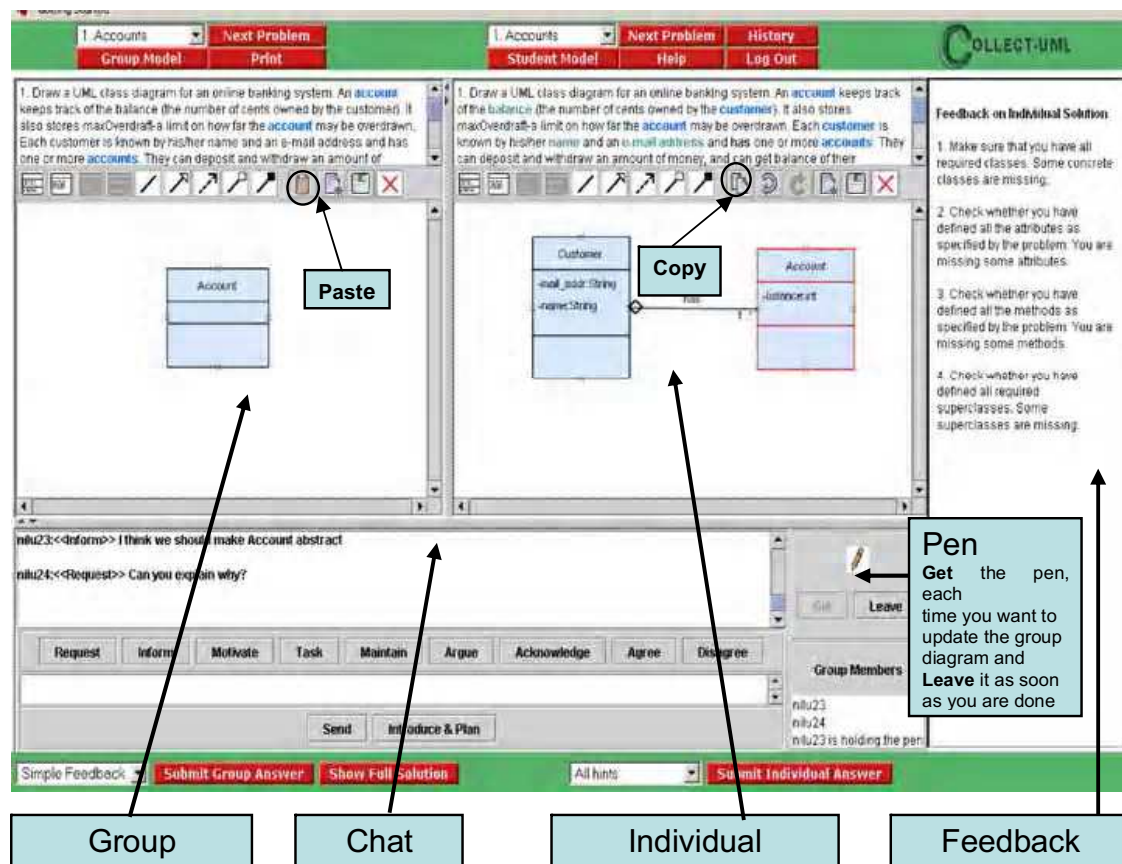 Getting Started
1. Accounts
Next Problem
Group Model
Print
1. Accounts
Next Problem
History
Student Model
Help
Log Out
COLLECT-UML
1. Draw a UML class diagram for an online banking system. An account
keeps track of the balance (the number of cents owned by the customer). It
also stores maxOverdraft-a limit on how far the account may be overdrawn.
Each customer is known by his/her name and an e-mail address and has
one or more accounts. They can deposit and withdraw an amount of
1. Draw a UML class diagram for an online banking system. An account keeps track
of the balance (the number of cents owned by the customer). It also stores
maxOverdraft-a limit on how far the account may be overdrawn. Each customer is
known by his/her name and an e-mail address and has one or more accounts. They
can deposit and withdraw an amount of money, and can get balance of their
Paste
Copy
Account
Customer
-mail_addr:String
-name:String
has
1..*
Account
-balance:int
Feedback on Individual Solution
1. Make sure that you have all
required classes. Some concrete
classes are missing.
2. Check whether you have
defined all the attributes as
specified by the problem. You are
missing some attributes.
3. Check whether you have
defined all the methods as
specified by the problem. You are
missing some methods.
4. Check whether you have
defined all required
superclasses. Some
superclasses are missing.
nilu23:<<Inform>> I think we should make Account abstract
nilu24:<<Request>> Can you explain why?
Request
Inform
Motivate
Task
Maintain
Argue
Acknowledge
Agree
Disagree
Send
Introduce & Plan
Get
Leave
Group Members
nilu23
nilu24
nilu23 is holding the pen
Pen
Get the pen,
each
time you want to
update the group
diagram and
Leave it as soon
as you are done
Simple Feedback
Submit Group Answer
Show Full Solution
All hints
Submit Individual Answer
Group
Chat
Individual
Feedback